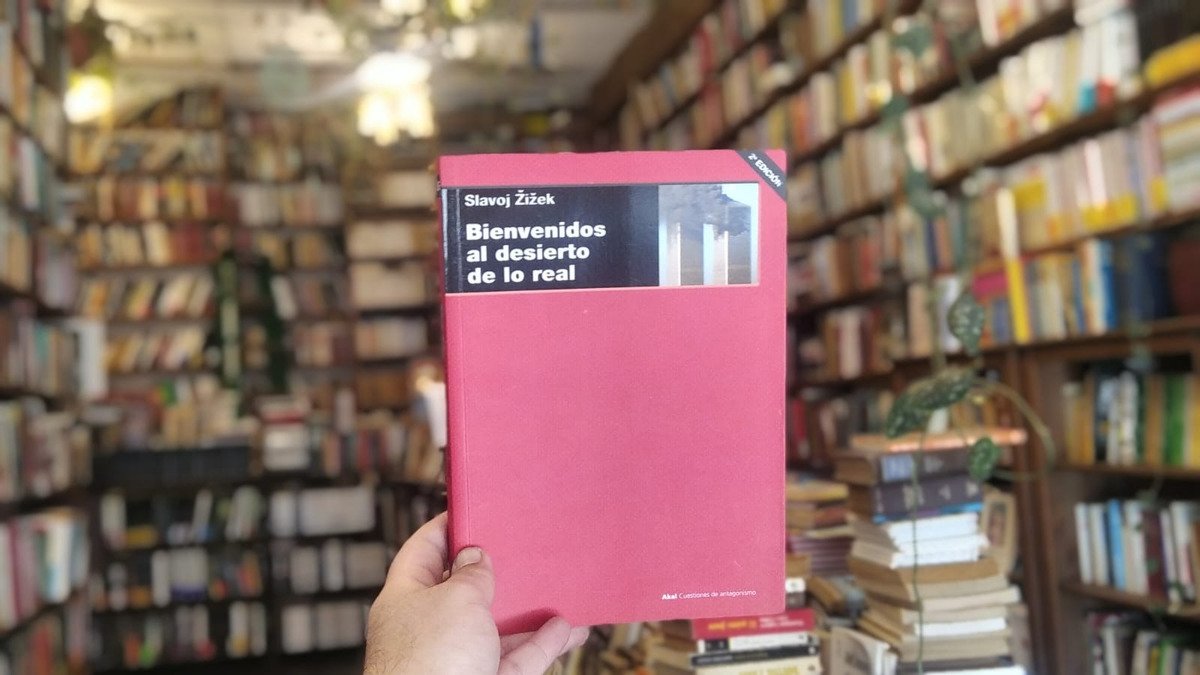 2ª EDICIÓN
Slavoj Žižek
Bienvenidos
al desierto
de lo real
Akal Cuestiones de antagonismo